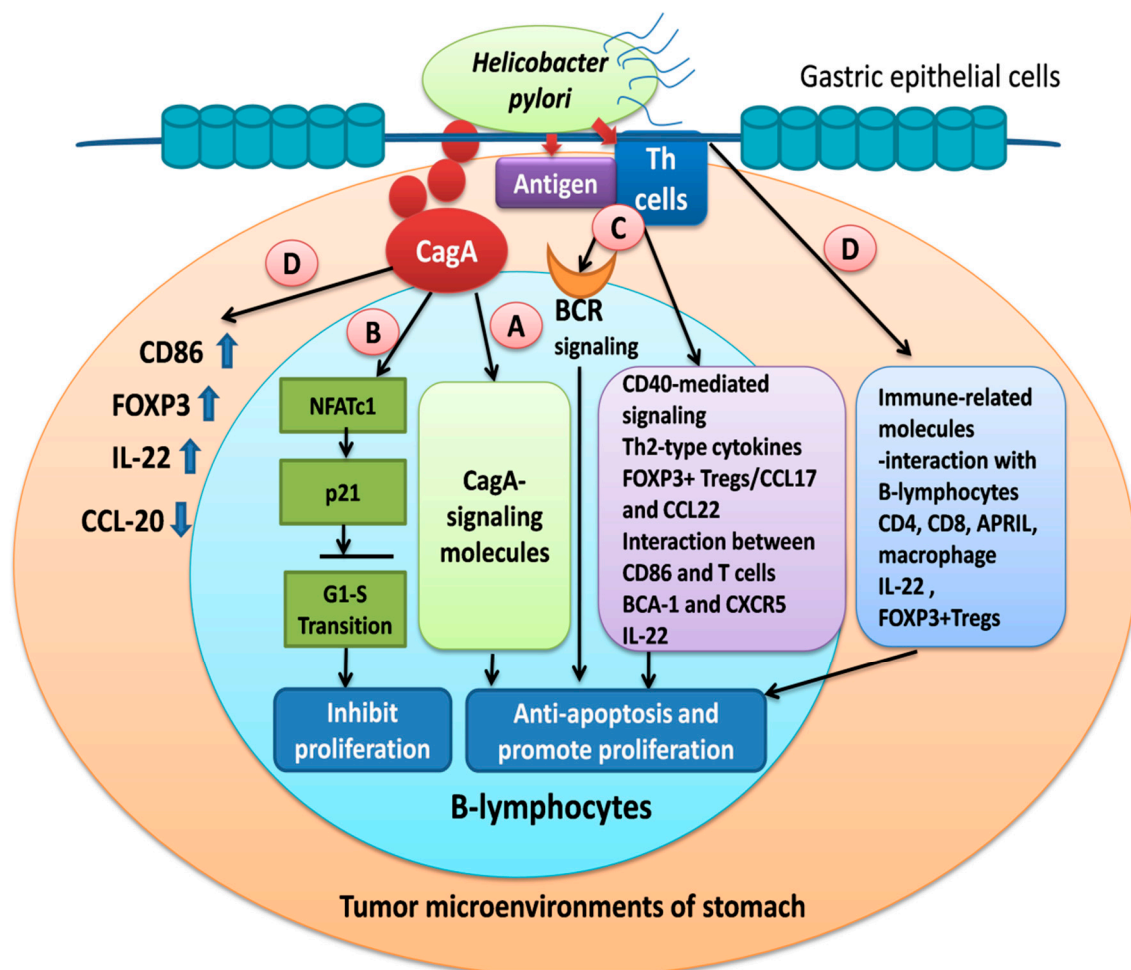 Helicobacter
pylori
Gastric epithelial cells
Antigen
Th
cells
CagA
C
D
D
B
A
BCR
signaling
CD86
FOXP3
IL-22
CCL-20
NFATc1
p21
G1-S
Transition
CagA-
signaling
molecules
CD40-mediated
signaling
Th2-type cytokines
FOXP3+ Tregs/CCL17
and CCL22
Interaction between
CD86 and T cells
BCA-1 and CXCR5
IL-22
Immune-related
molecules
-interaction with
B-lymphocytes
CD4, CD8, APRIL,
macrophage
IL-22 ,
FOXP3+Tregs
Inhibit
proliferation
Anti-apoptosis and
promote proliferation
B-lymphocytes
Tumor microenvironments of stomach